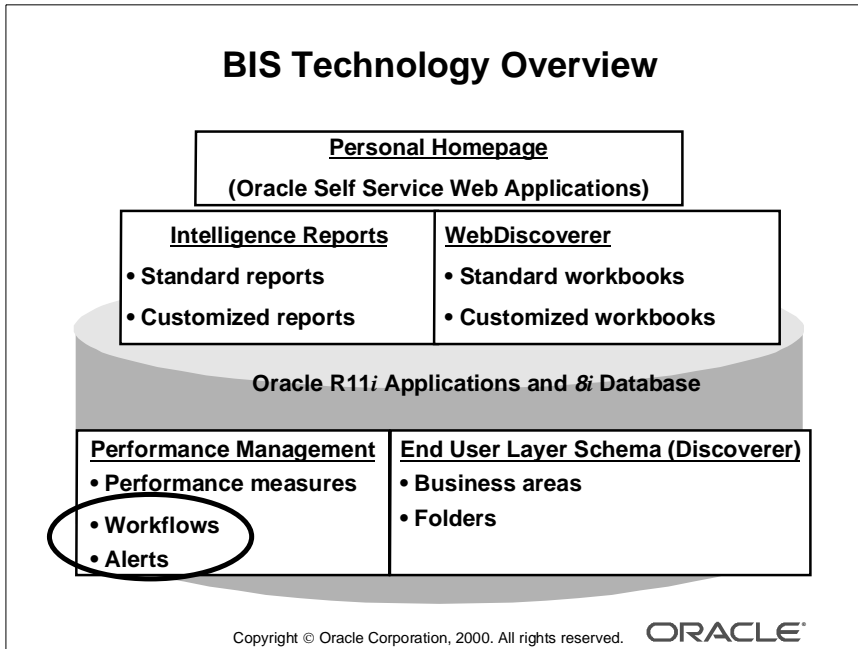 BIS Technology Overview
Personal Homepage
(Oracle Self Service Web Applications)
Intelligence Reports
• Standard reports
• Customized reports
WebDiscoverer
• Standard workbooks
• Customized workbooks
Oracle R11i Applications and 8i Database
Performance Management
• Performance measures
• Workflows
• Alerts
End User Layer Schema (Discoverer)
• Business areas
• Folders
Copyright © Oracle Corporation, 2000. All rights reserved.
ORACLE®